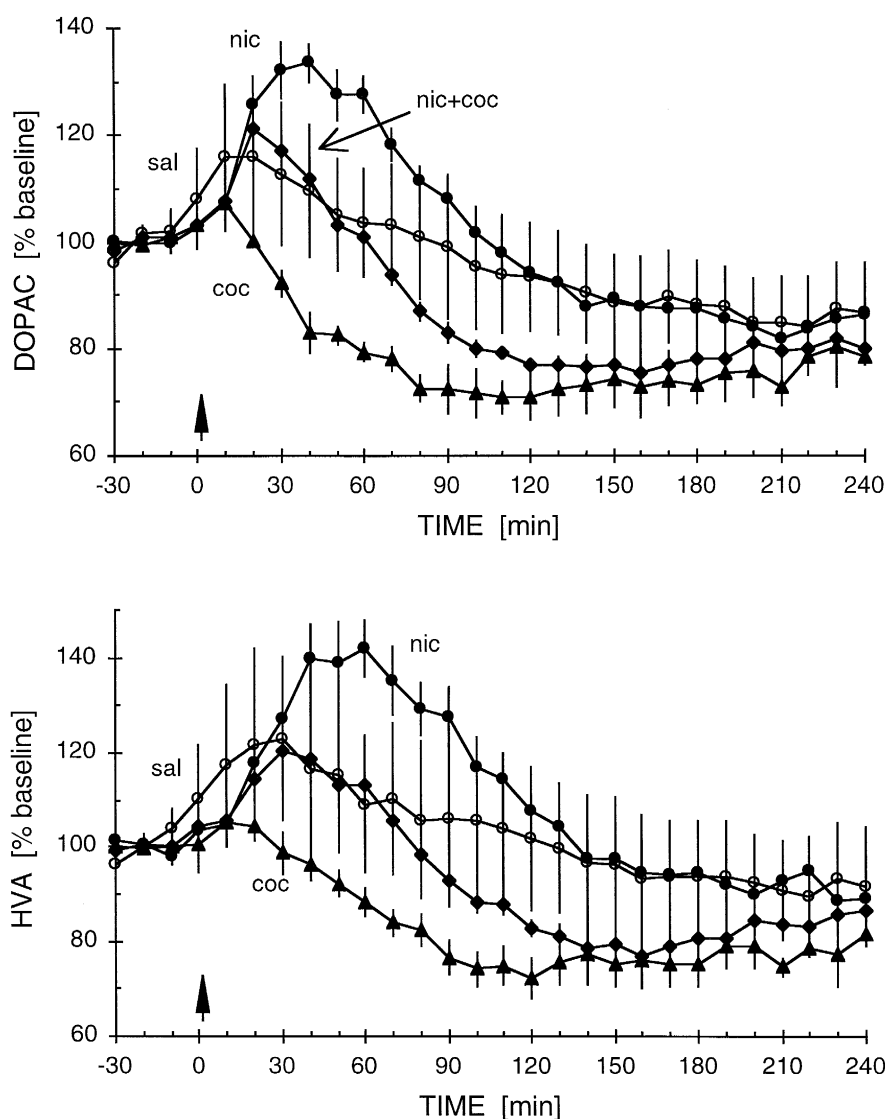 140
120
100
80
60
DOPAC [% baseline]
nic
nic+coc
sal
coc
-30 0 30 60 90 120 150 180 210 240
TIME [min]
140
120
100
80
60
HVA [% baseline]
nic
sal
coc
-30 0 30 60 90 120 150 180 210 240
TIME [min]